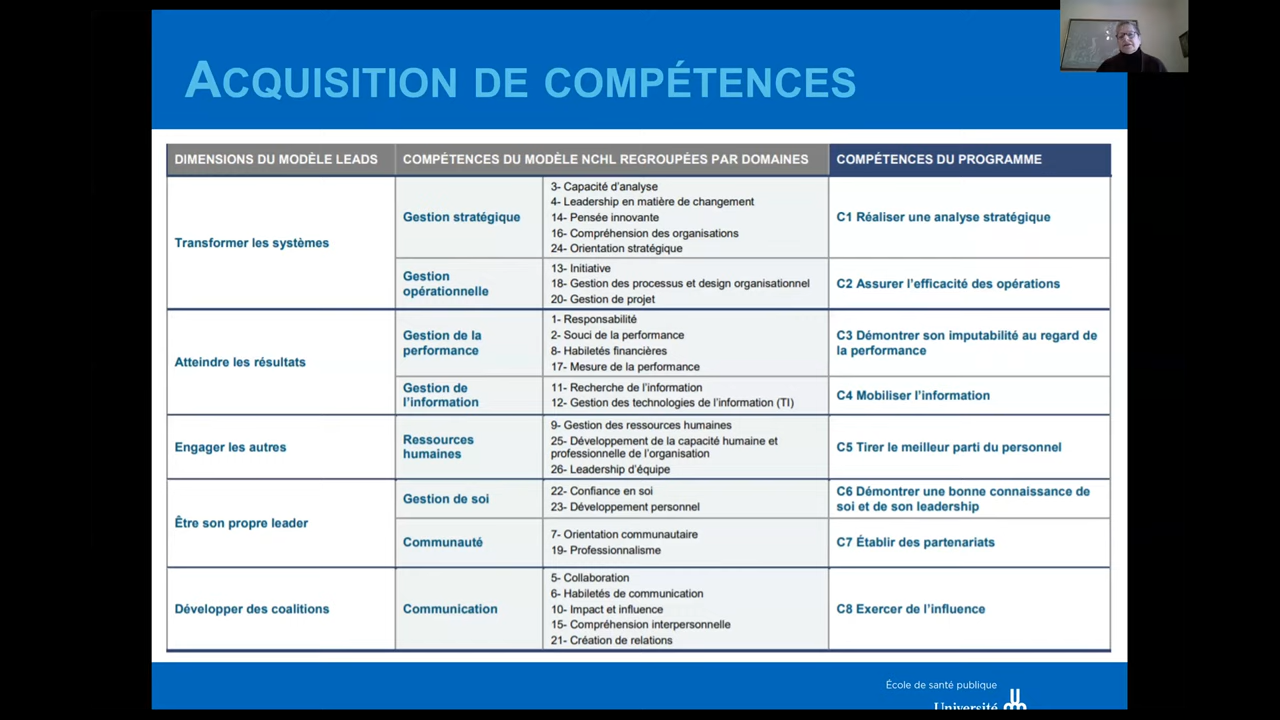 ACQUISITION DE COMPÉTENCES
DIMENSIONS DU MODÈLE LEADS
COMPÉTENCES DU MODÈLE NCHL REGROUPÉES PAR DOMAINES
COMPÉTENCES DU PROGRAMME
Transformer les systèmes
Gestion stratégique
3- Capacité d'analyse
4- Leadership en matière de changement
14- Pensée innovante
16- Compréhension des organisations
24- Orientation stratégique
C1 Réaliser une analyse stratégique
Gestion
opérationnelle
13- Initiative
18- Gestion des processus et design organisationnel
20- Gestion de projet
C2 Assurer l'efficacité des opérations
Atteindre les résultats
Gestion de la
performance
1- Responsabilité
2- Souci de la performance
8- Habiletés financières
17- Mesure de la performance
C3 Démontrer son imputabilité au regard de
la performance
Gestion de
l'information
11- Recherche de l'information
12- Gestion des technologies de l'information (TI)
C4 Mobiliser l'information
Engager les autres
Ressources
humaines
9- Gestion des ressources humaines
25- Développement de la capacité humaine et
professionnelle de l'organisation
26- Leadership d'équipe
C5 Tirer le meilleur parti du personnel
Être son propre leader
Gestion de soi
22- Confiance en soi
23- Développement personnel
C6 Démontrer une bonne connaissance de
soi et de son leadership
Communauté
7- Orientation communautaire
19- Professionnalisme
C7 Établir des partenariats
Développer des coalitions
Communication
5- Collaboration
6- Habiletés de communication
10- Impact et influence
15- Compréhension interpersonnelle
21- Création de relations
C8 Exercer de l'influence
École de santé publique
Université